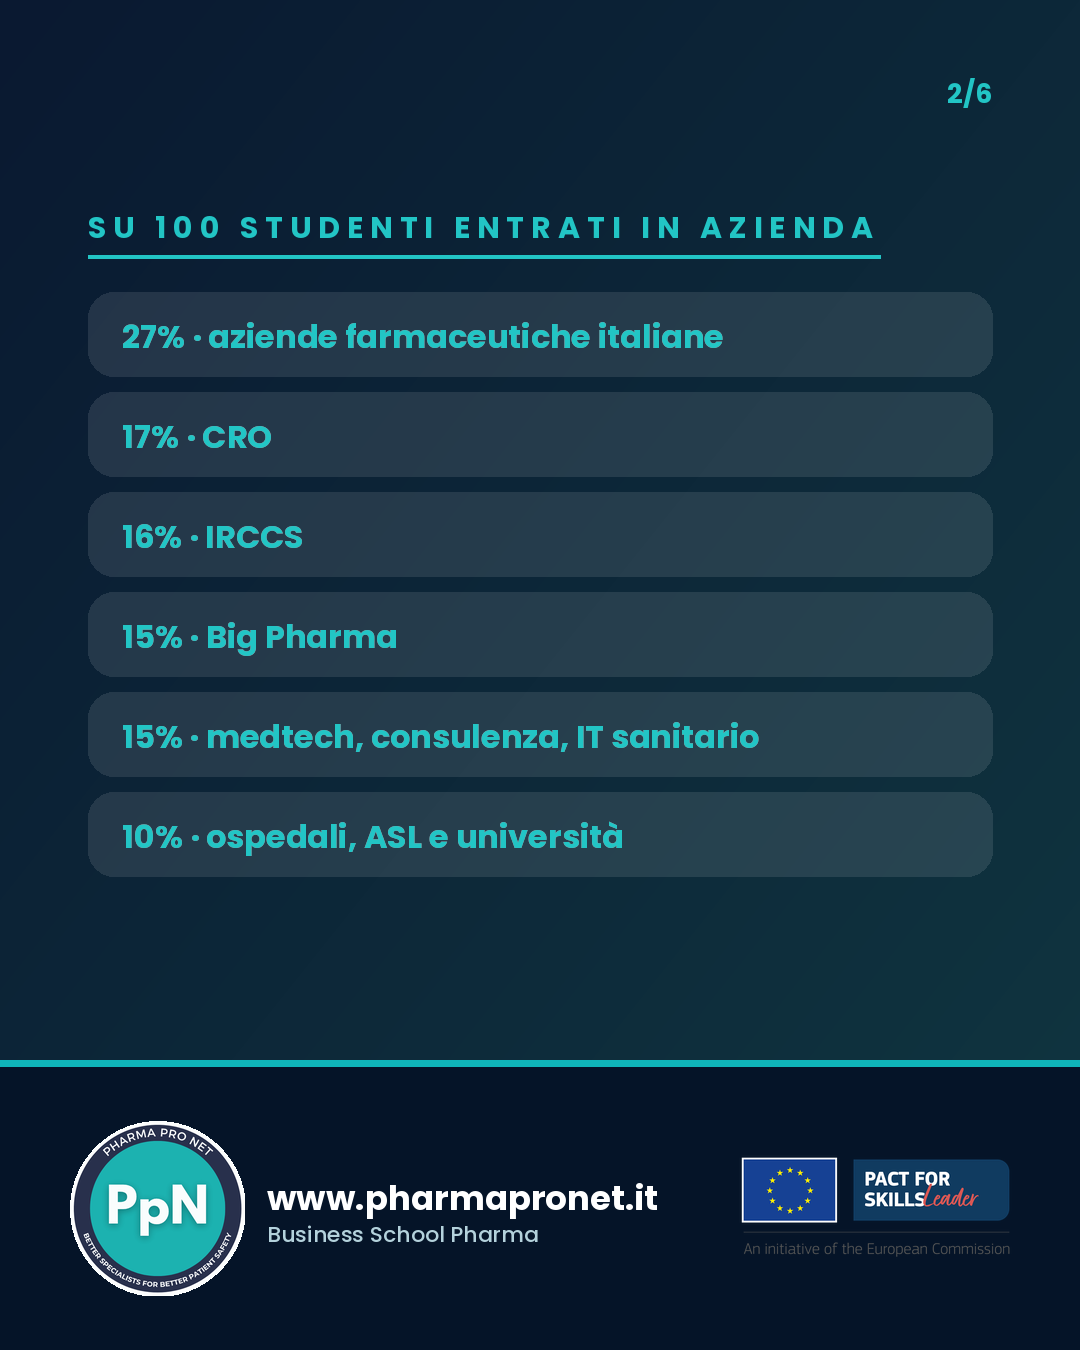 2/6
SU 100 STUDENTI ENTRATI IN AZIENDA
27% · aziende farmaceutiche italiane
17% · CRO
16% · IRCCS
15% · Big Pharma
15% · medtech, consulenza, IT sanitario
10% · ospedali, ASL e università
PHARMA PRO NET
PpN
BETTER SPECIALISTS FOR BETTER PATIENT SAFETY
www.pharmapronet.it
Business School Pharma
PACT FOR
SKILLS Leader
An initiative of the European Commission